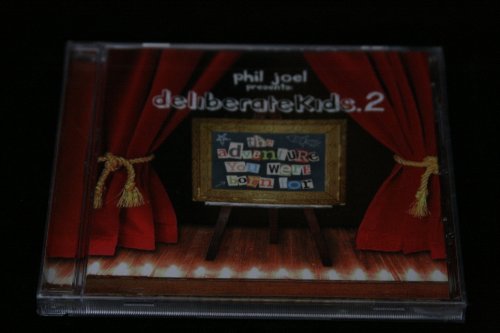 phil joel
presents:
deliberateKids.2
the
adventure
you were
born for